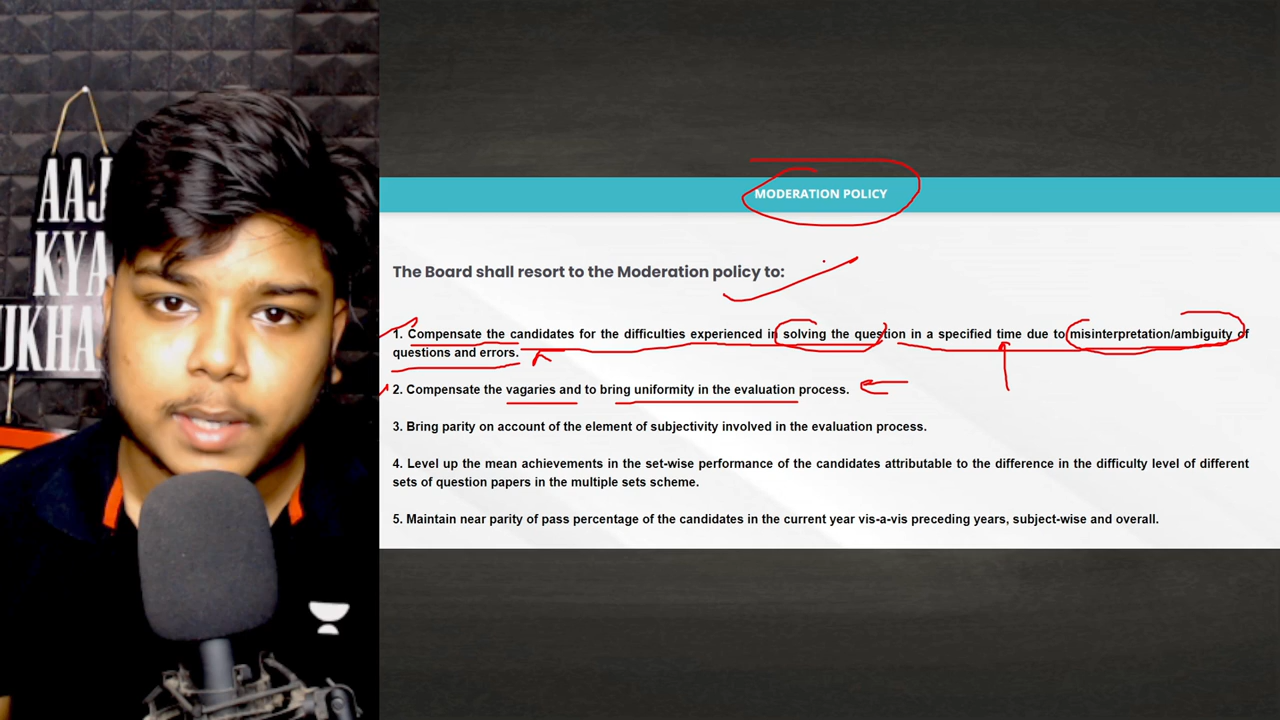 AAJ
KYA
UKHA
MODERATION POLICY
The Board shall resort to the Moderation policy to:
1. Compensate the candidates for the difficulties experienced in solving the question in a specified time due to misinterpretation/ambiguity of
questions and errors.
2. Compensate the vagaries and to bring uniformity in the evaluation process.
3. Bring parity on account of the element of subjectivity involved in the evaluation process.
4. Level up the mean achievements in the set-wise performance of the candidates attributable to the difference in the difficulty level of different
sets of question papers in the multiple sets scheme.
5. Maintain near parity of pass percentage of the candidates in the current year vis-a-vis preceding years, subject-wise and overall.